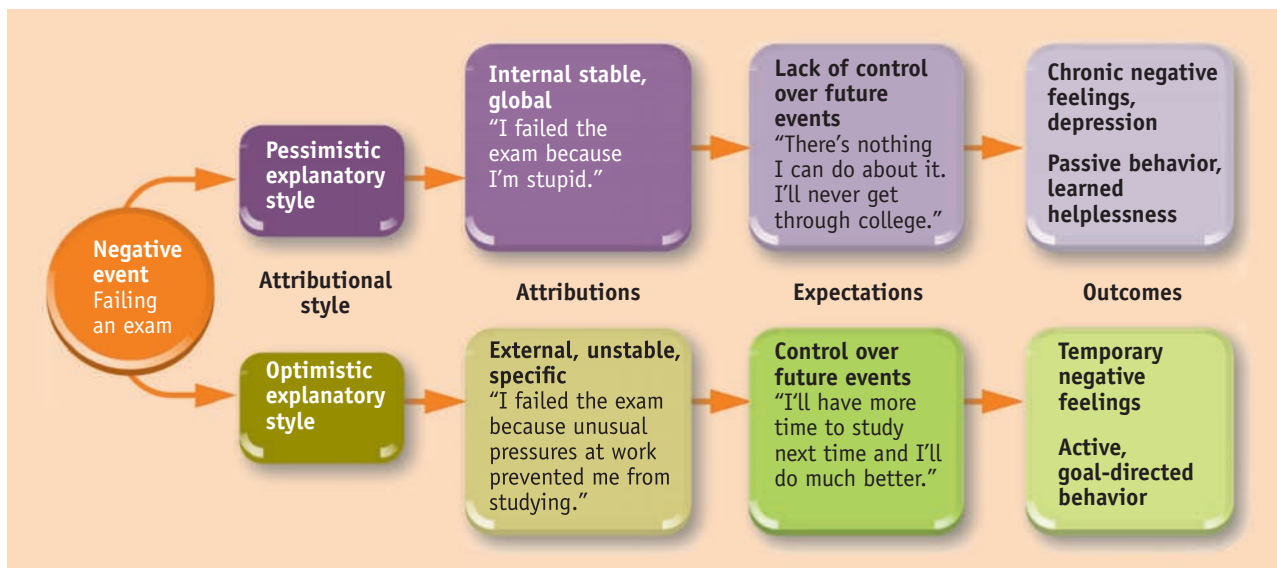 Negative
event
Failing
an exam
Pessimistic
explanatory
style
Internal stable,
global
“I failed the
exam because
I’m stupid.”
Lack of control
over future
events
“There’s nothing
I can do about it.
I’ll never get
through college.”
Chronic negative
feelings,
depression
Passive behavior,
learned
helplessness
Attributional
style
Attributions
Expectations
Outcomes
Optimistic
explanatory
style
External, unstable,
specific
“I failed the exam
because unusual
pressures at work
prevented me from
studying.”
Control over
future events
“I’ll have more
time to study
next time and I’ll
do much better.”
Temporary
negative
feelings
Active,
goal-directed
behavior